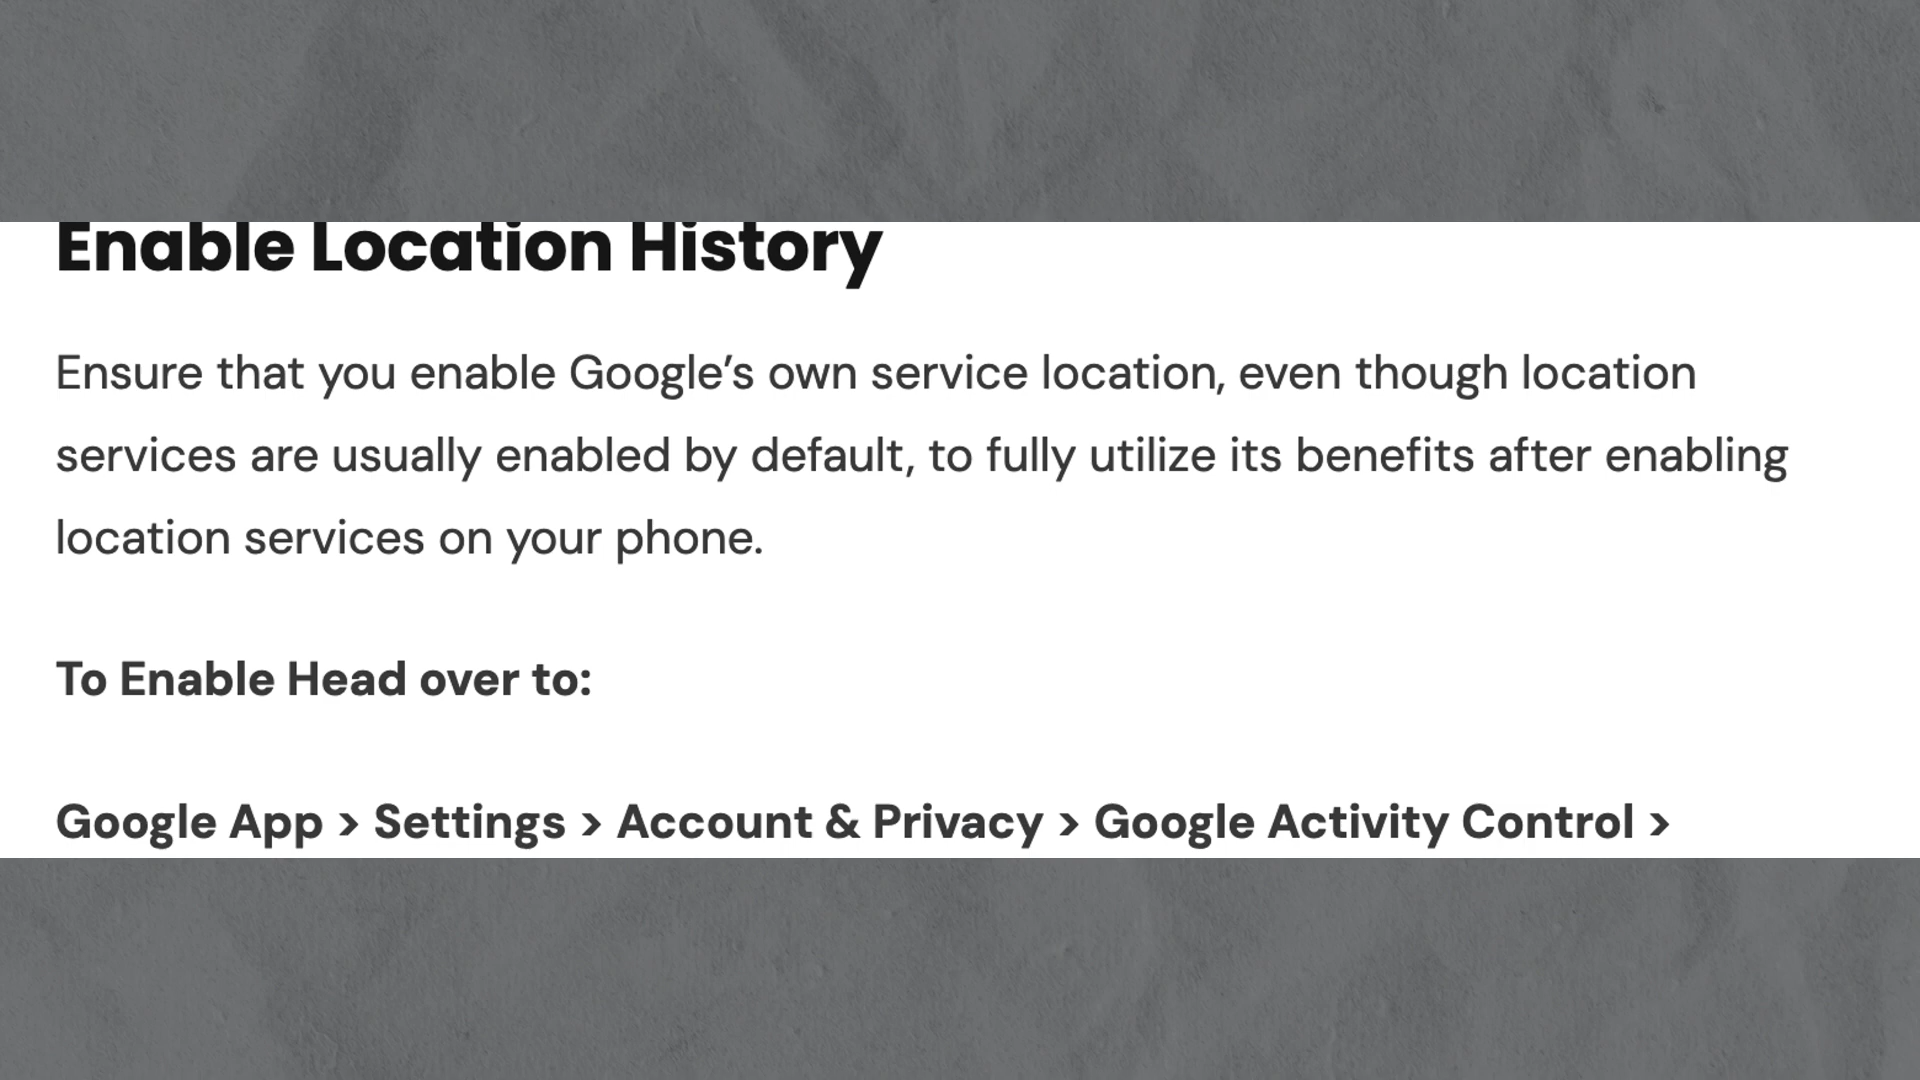 Enable Location History
Ensure that you enable Google’s own service location, even though location
services are usually enabled by default, to fully utilize its benefits after enabling
location services on your phone.
To Enable Head over to:
Google App > Settings > Account & Privacy > Google Activity Control >